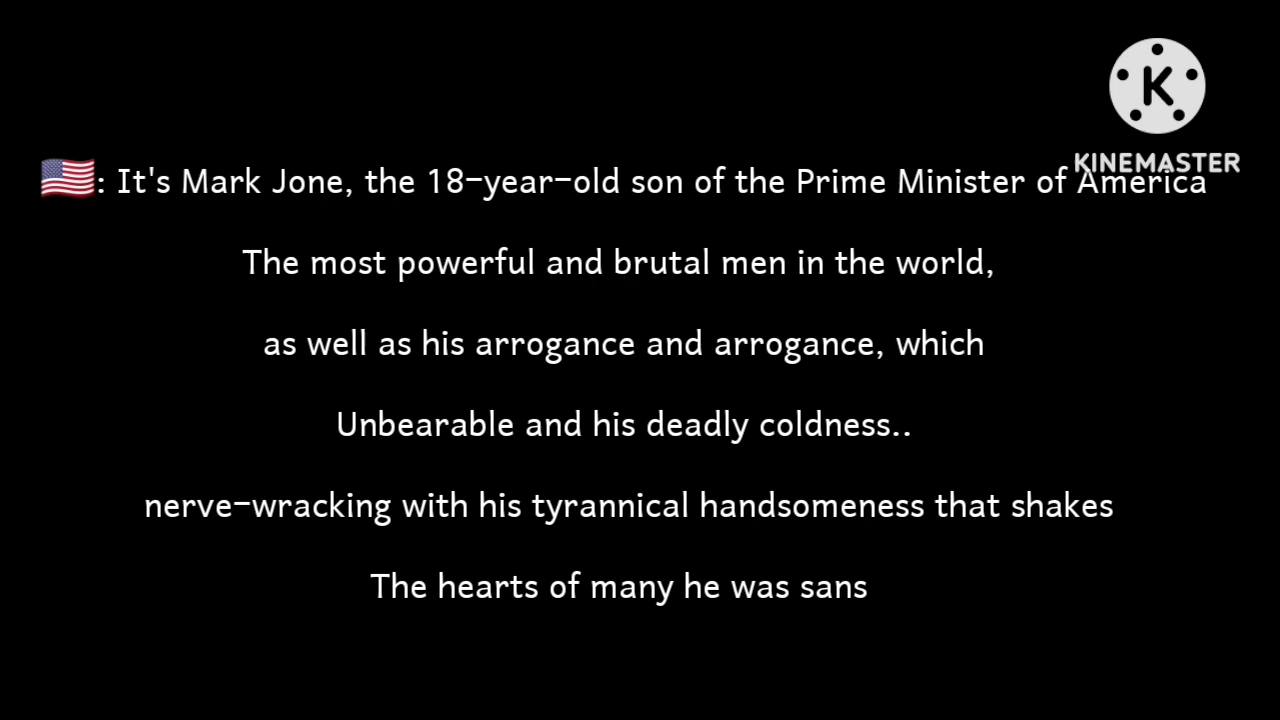 K
KINEMASTER
🇺🇸: It's Mark Jone, the 18-year-old son of the Prime Minister of America
The most powerful and brutal men in the world,
as well as his arrogance and arrogance, which
Unbearable and his deadly coldness..
nerve-wracking with his tyrannical handsomeness that shakes
The hearts of many he was sans